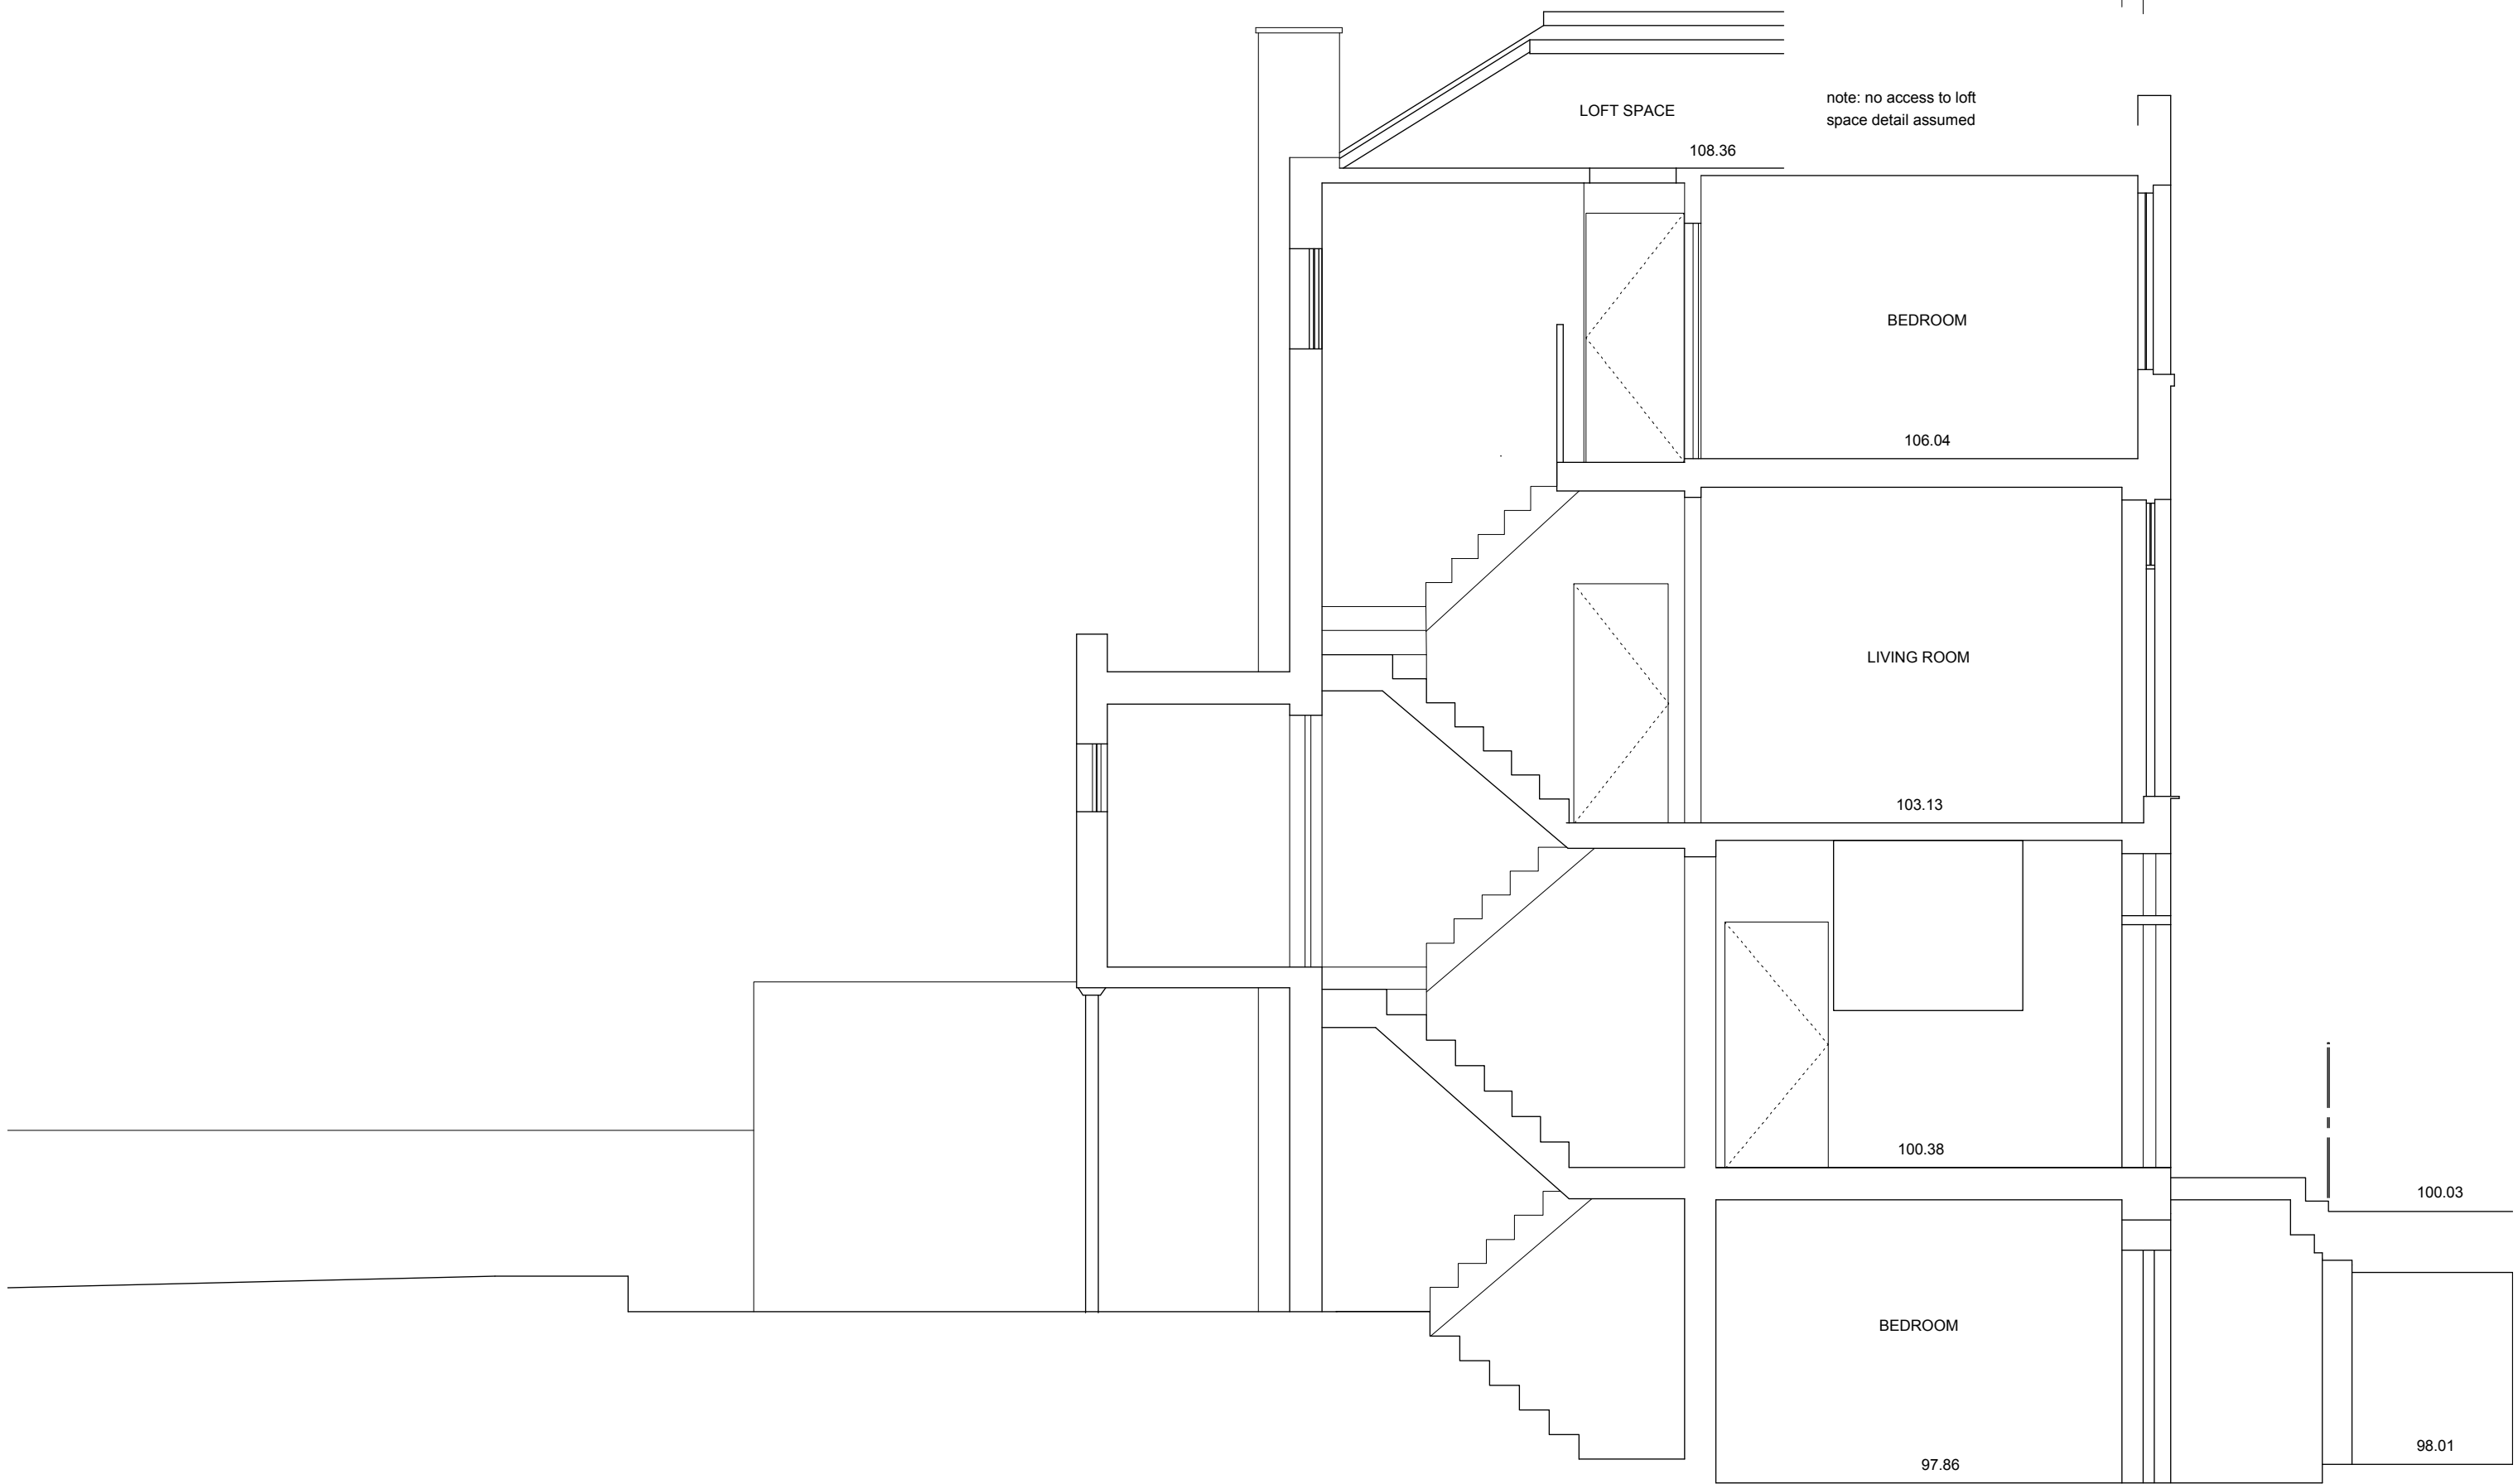 LOFT SPACE
note: no access to loft
space detail assumed
108.36
BEDROOM
106.04
LIVING ROOM
103.13
100.38
100.03
BEDROOM
98.01
97.86